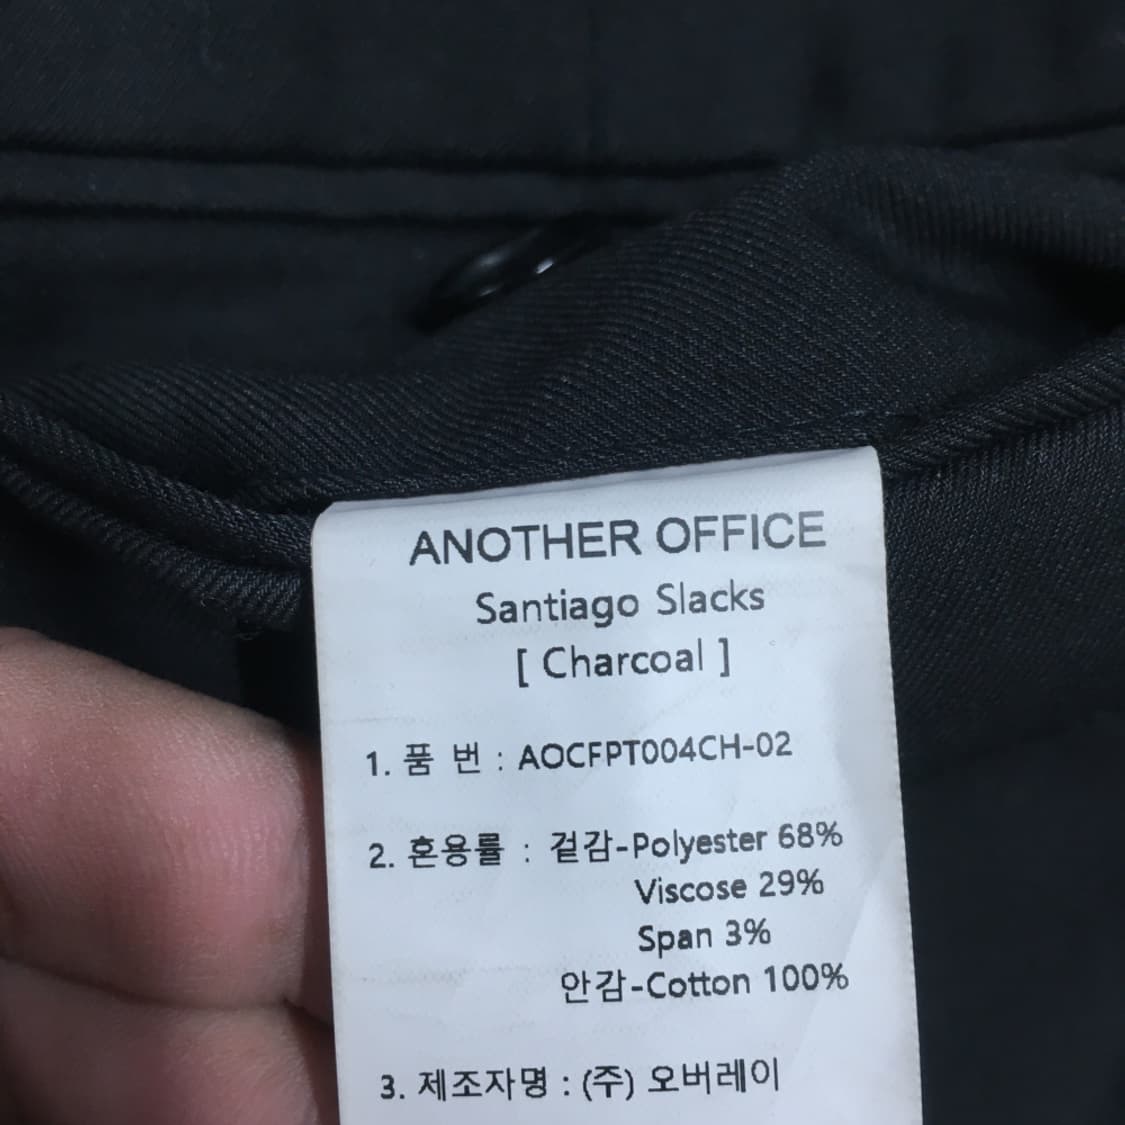 ANOTHER OFFICE
Santiago Slacks
[ Charcoal ]
1. 품 번 : AOCFPT004CH-02
2. 혼용률 : 겉감-Polyester 68%
Viscose 29%
Span 3%
안감-Cotton 100%
3. 제조자명 : (주) 오버레이